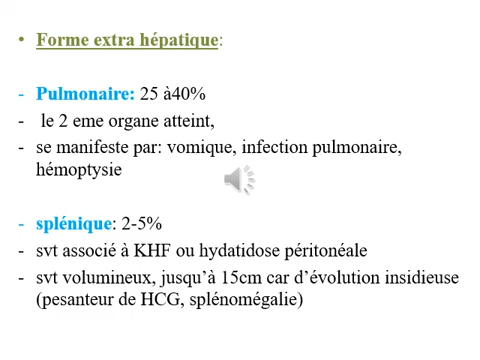 • Forme extra hépatique:
- Pulmonaire: 25 à40%
- le 2 eme organe atteint,
- se manifeste par: vomique, infection pulmonaire,
hémoptysie
- splénique: 2-5%
- svt associé à KHF ou hydatidose péritonéale
- svt volumineux, jusqu’à 15cm car d’évolution insidieuse
(pesanteur de HCG, splénomégalie)